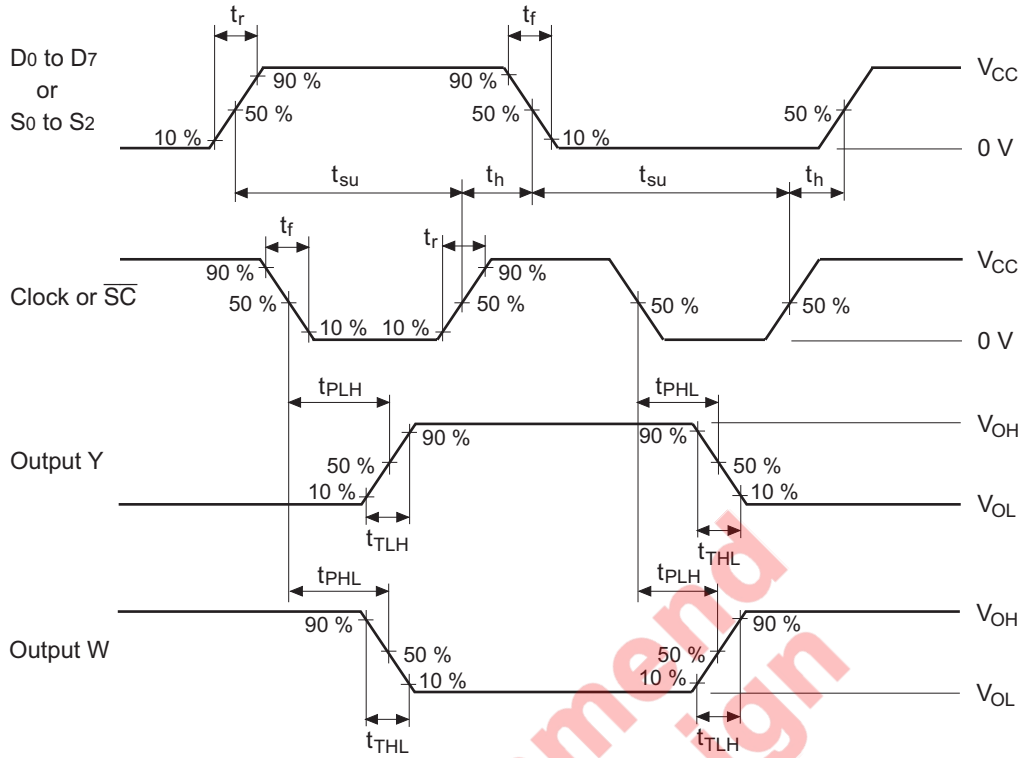 tr
tf
D0 to D7
or
S0 to S2
90 %
90 %
VCC
50 %
50 %
50 %
10 %
10 %
0 V
tsu
th
tsu
th
tf
tr
Clock or S̅C̅
90 %
90 %
VCC
50 %
50 %
50 %
50 %
10 %
10 %
0 V
tPLH
tPHL
Output Y
90 %
90 %
VOH
50 %
50 %
10 %
10 %
VOL
tTLH
tTHL
tPHL
tPLH
Output W
90 %
90 %
VOH
50 %
50 %
10 %
10 %
VOL
tTHL
tTLH